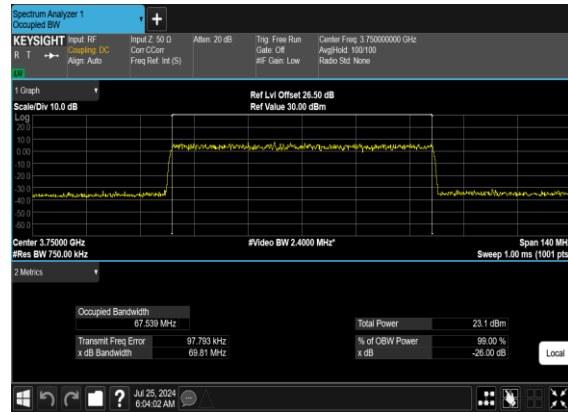 Spectrum Analyzer 1
Occupied BW
+
KEYSIGHT Input: RF Input Z: 50 Ω Atten: 20 dB Trig: Free Run Center Freq: 3.750000000 GHz
R T Coupling: DC Corr CCorr Gate: Off Avg|Hold: 100/100
Align: Auto Freq Ref: Int (S) #IF Gain: Low Radio Std: None
1 Graph
Ref Lvl Offset 26.50 dB
Scale/Div 10.0 dB Ref Value 30.00 dBm
Log
20.0
10.0
0.00
-10.0
-20.0
-30.0
-40.0
-50.0
-60.0
Center 3.75000 GHz #Video BW 2.4000 MHz* Span 140 MH
#Res BW 750.00 kHz Sweep 1.00 ms (1001 pts
2 Metrics
Occupied Bandwidth
67.539 MHz Total Power 23.1 dBm
Transmit Freq Error 97.793 kHz % of OBW Power 99.00 %
x dB Bandwidth 69.81 MHz x dB -26.00 dB
Local
? Jul 25, 2024
6:04:02 AM